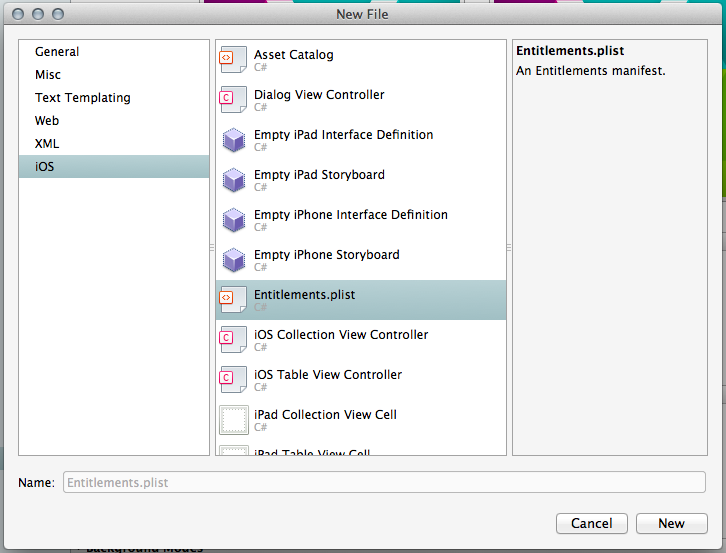 New File
General
Misc
Text Templating
Web
XML
iOS
Asset Catalog
C#
Dialog View Controller
C#
Empty iPad Interface Definition
C#
Empty iPad Storyboard
C#
Empty iPhone Interface Definition
C#
Empty iPhone Storyboard
C#
Entitlements.plist
C#
iOS Collection View Controller
C#
iOS Table View Controller
C#
iPad Collection View Cell
C#
iPad Table View Cell
Entitlements.plist
An Entitlements manifest.
Name: Entitlements.plist
Cancel New
Background Modes